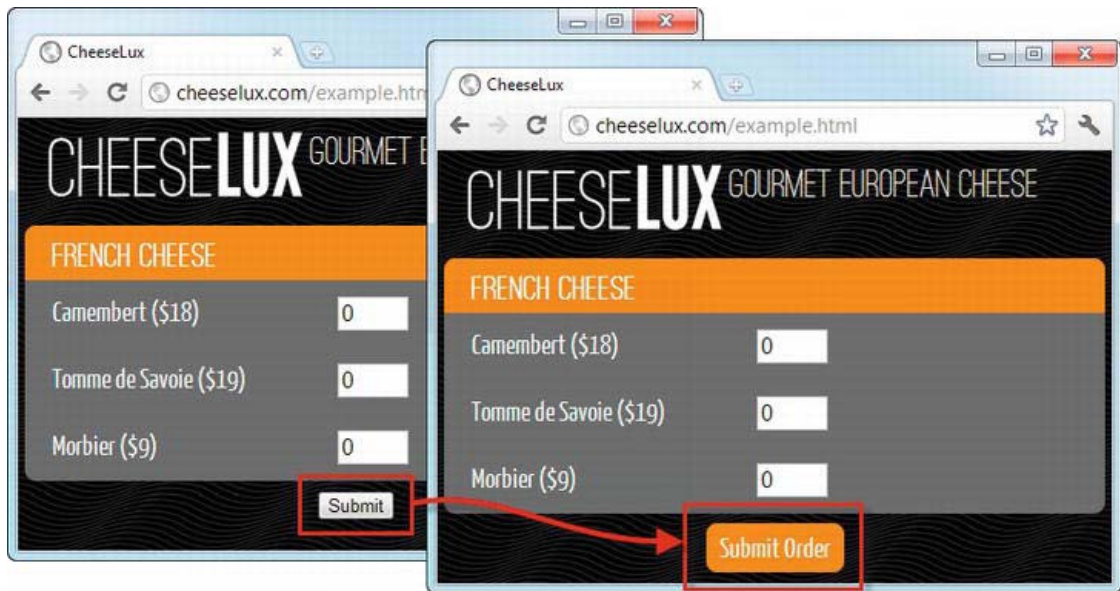 CheeseLux
cheeselux.com/example.htm
CHEESELUX GOURMET E
FRENCH CHEESE
Camembert ($18) 0
Tomme de Savoie ($19) 0
Morbier ($9) 0
Submit
CheeseLux
cheeselux.com/example.html
CHEESELUX GOURMET EUROPEAN CHEESE
FRENCH CHEESE
Camembert ($18) 0
Tomme de Savoie ($19) 0
Morbier ($9) 0
Submit Order